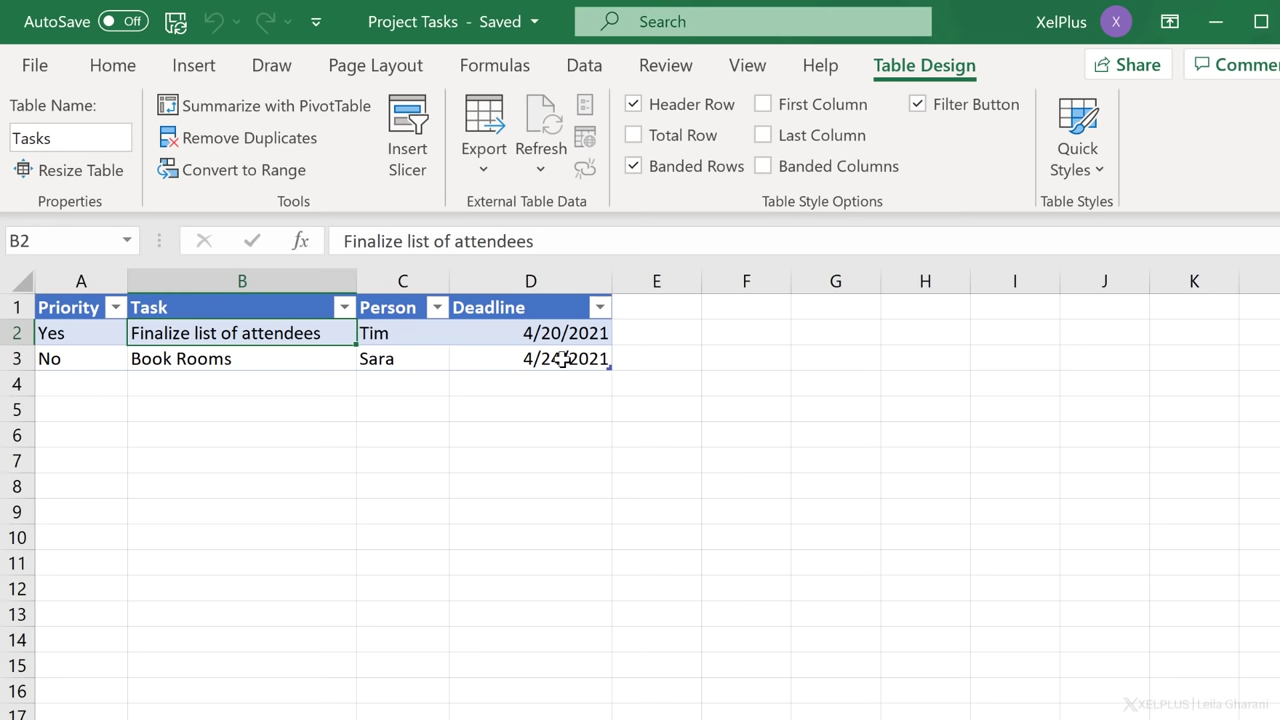 AutoSave Off Project Tasks - Saved Search XelPlus X
File Home Insert Draw Page Layout Formulas Data Review View Help Table Design Share
Table Name:
Tasks
Resize Table
Properties
Summarize with PivotTable
Remove Duplicates
Convert to Range
Tools
Insert
Slicer
Export Refresh
External Table Data
Header Row First Column Filter Button
Total Row Last Column
Banded Rows Banded Columns
Table Style Options
Quick
Styles
Table Styles
B2 fx Finalize list of attendees
A B C D E F G H I J K
1 Priority Task Person Deadline
2 Yes Finalize list of attendees Tim 4/20/2021
3 No Book Rooms Sara 4/24/2021
4
5
6
7
8
9
10
11
12
13
14
15
16
17
XELPLUS | Leila Gharani